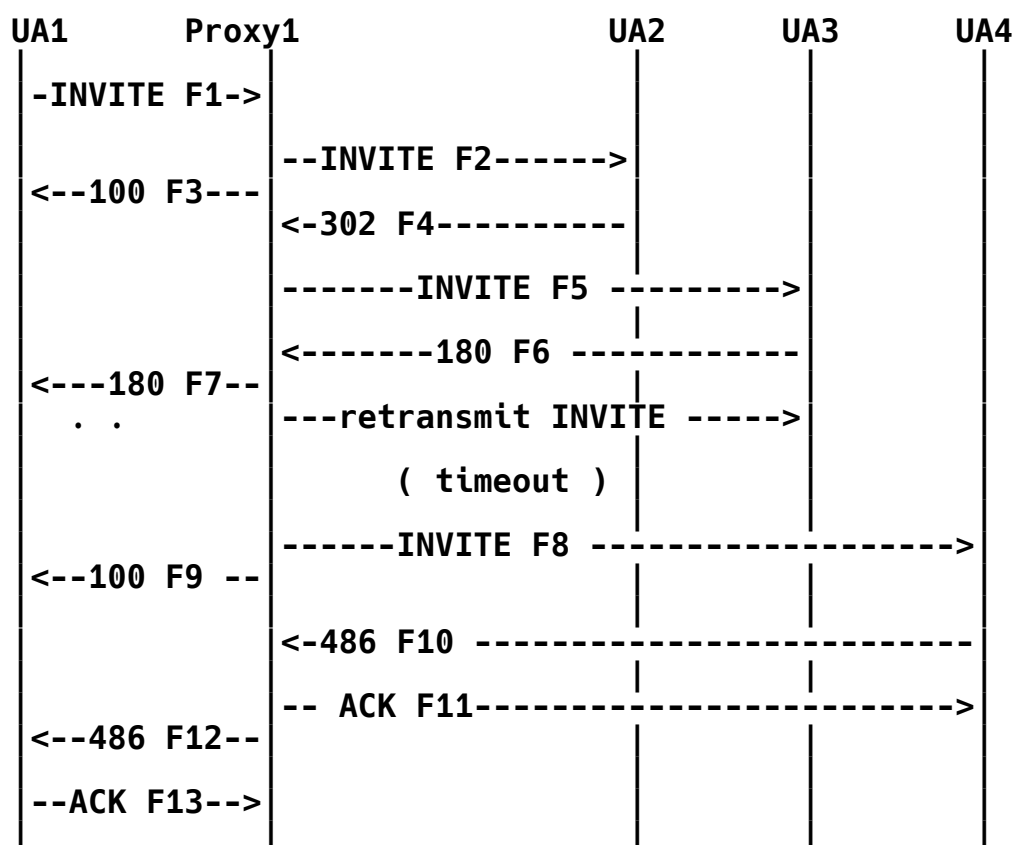 UA1 Proxy1 UA2 UA3 UA4
-INVITE F1->
--INVITE F2------>
<--100 F3---
<-302 F4----------
-------INVITE F5 --------->
<-------180 F6 ------------
<---180 F7--
. . ---retransmit INVITE ----->
( timeout )
------INVITE F8 ------------------->
<--100 F9 --
<-486 F10 --------------------------
-- ACK F11------------------------->
<--486 F12--
--ACK F13-->